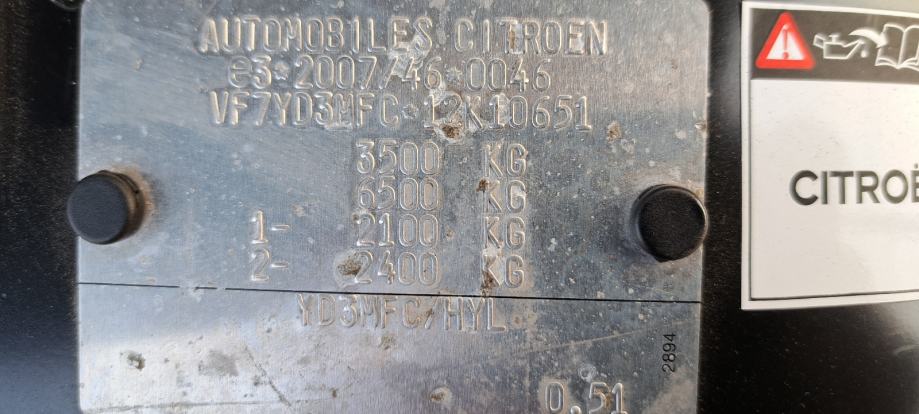 AUTOMOBILES CITROEN
e3*2007/46*0046
VF7YD3MFC*12K10651
3500 KG
6500 KG
1- 2100 KG
2- 2400 KG
YD3MFC/HYL
2894
0.51
CITROË